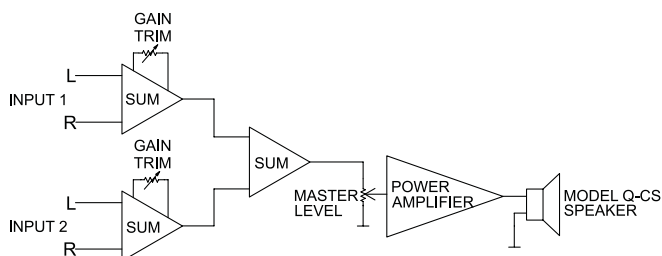 GAIN
TRIM
L
INPUT 1
SUM
R
GAIN
TRIM
SUM
MASTER
LEVEL
POWER
AMPLIFIER
MODEL Q-CS
SPEAKER
L
INPUT 2
SUM
R